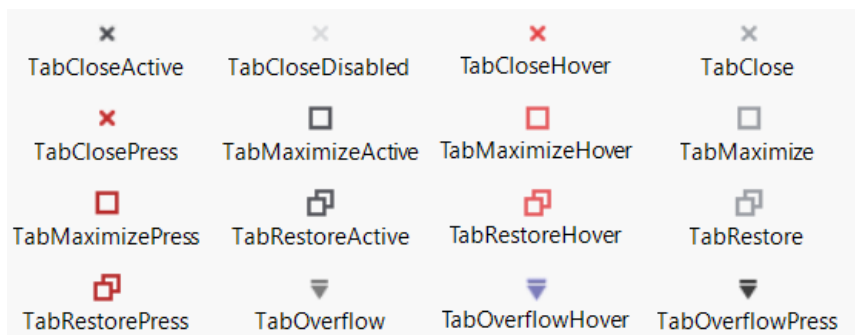 TabCloseActive TabCloseDisabled TabCloseHover TabClose
TabClosePress TabMaximizeActive TabMaximizeHover TabMaximize
TabMaximizePress TabRestoreActive TabRestoreHover TabRestore
TabRestorePress TabOverflow TabOverflowHover TabOverflowPress